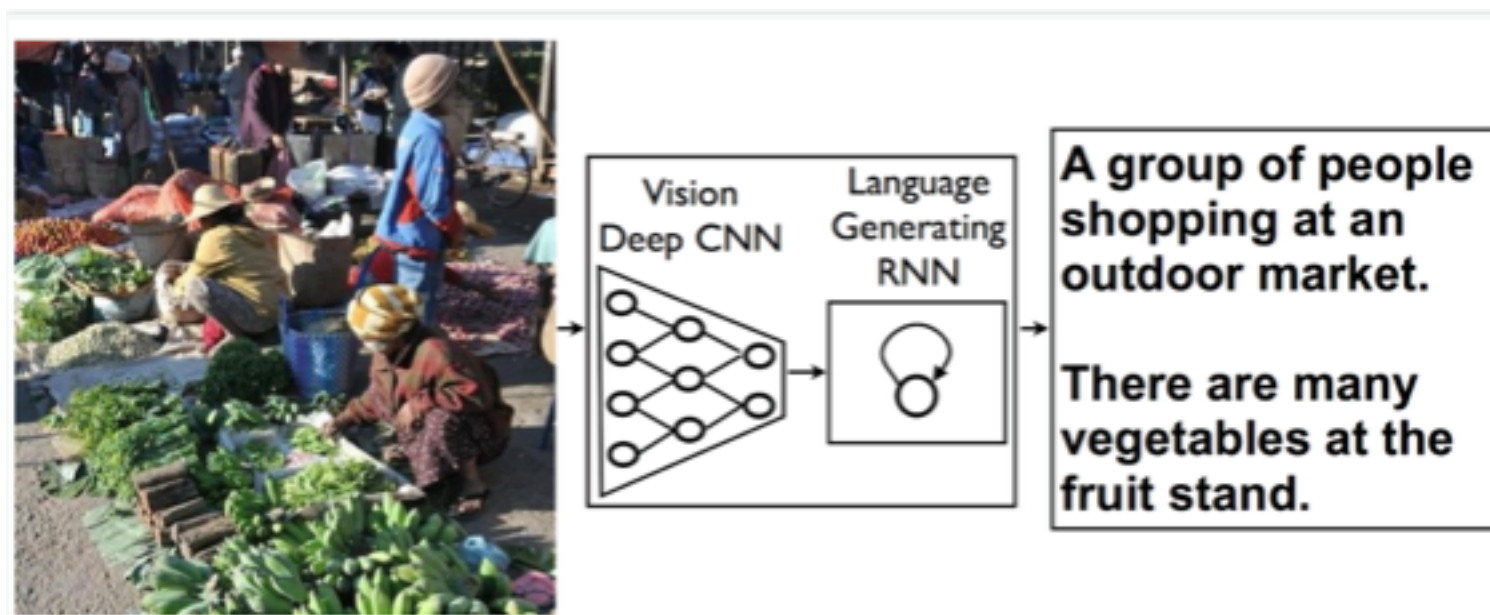 Vision
Deep CNN
Language
Generating
RNN
A group of people
shopping at an
outdoor market.
There are many
vegetables at the
fruit stand.